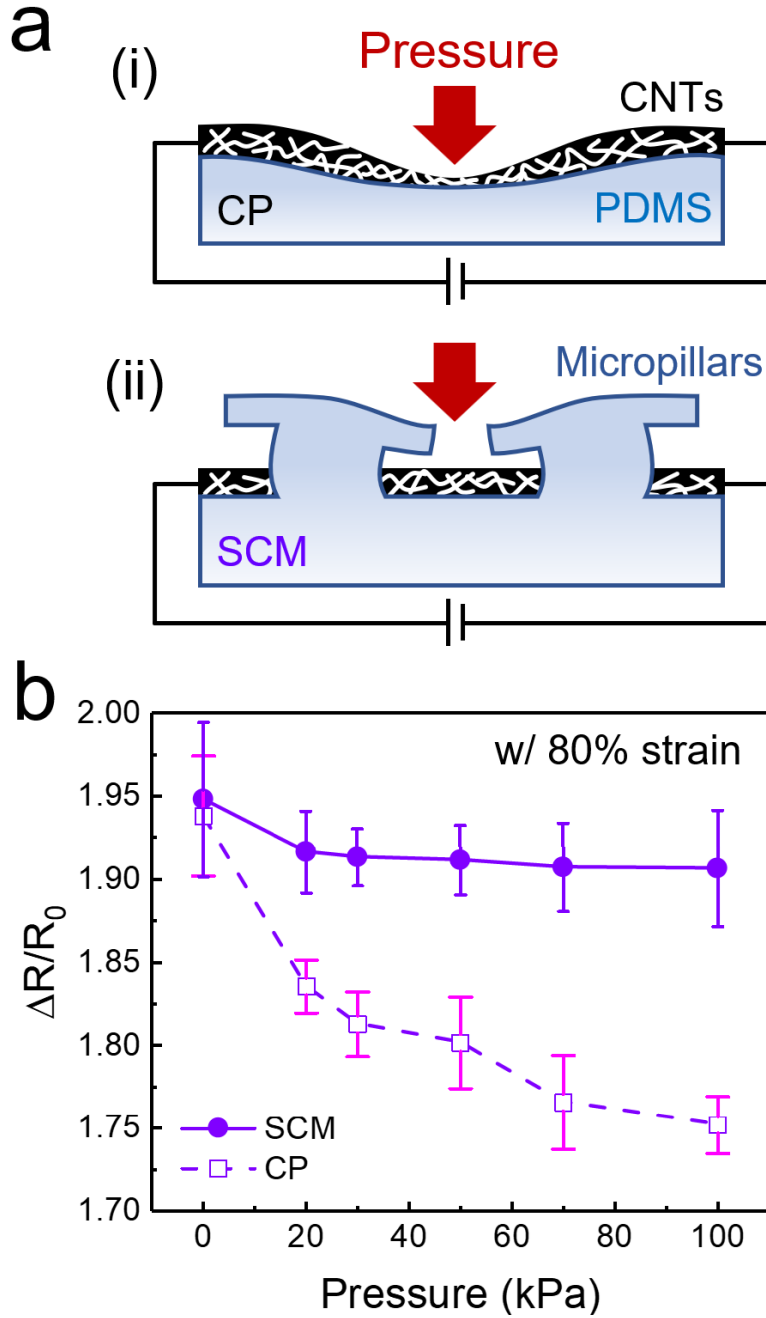 a
(i)
Pressure
CNTs
CP
PDMS
(ii)
Micropillars
SCM
b
w/ 80% strain
2.00
1.95
1.90
1.85
1.80
1.75
1.70
ΔR/R₀
SCM
CP
0 20 40 60 80 100
Pressure (kPa)